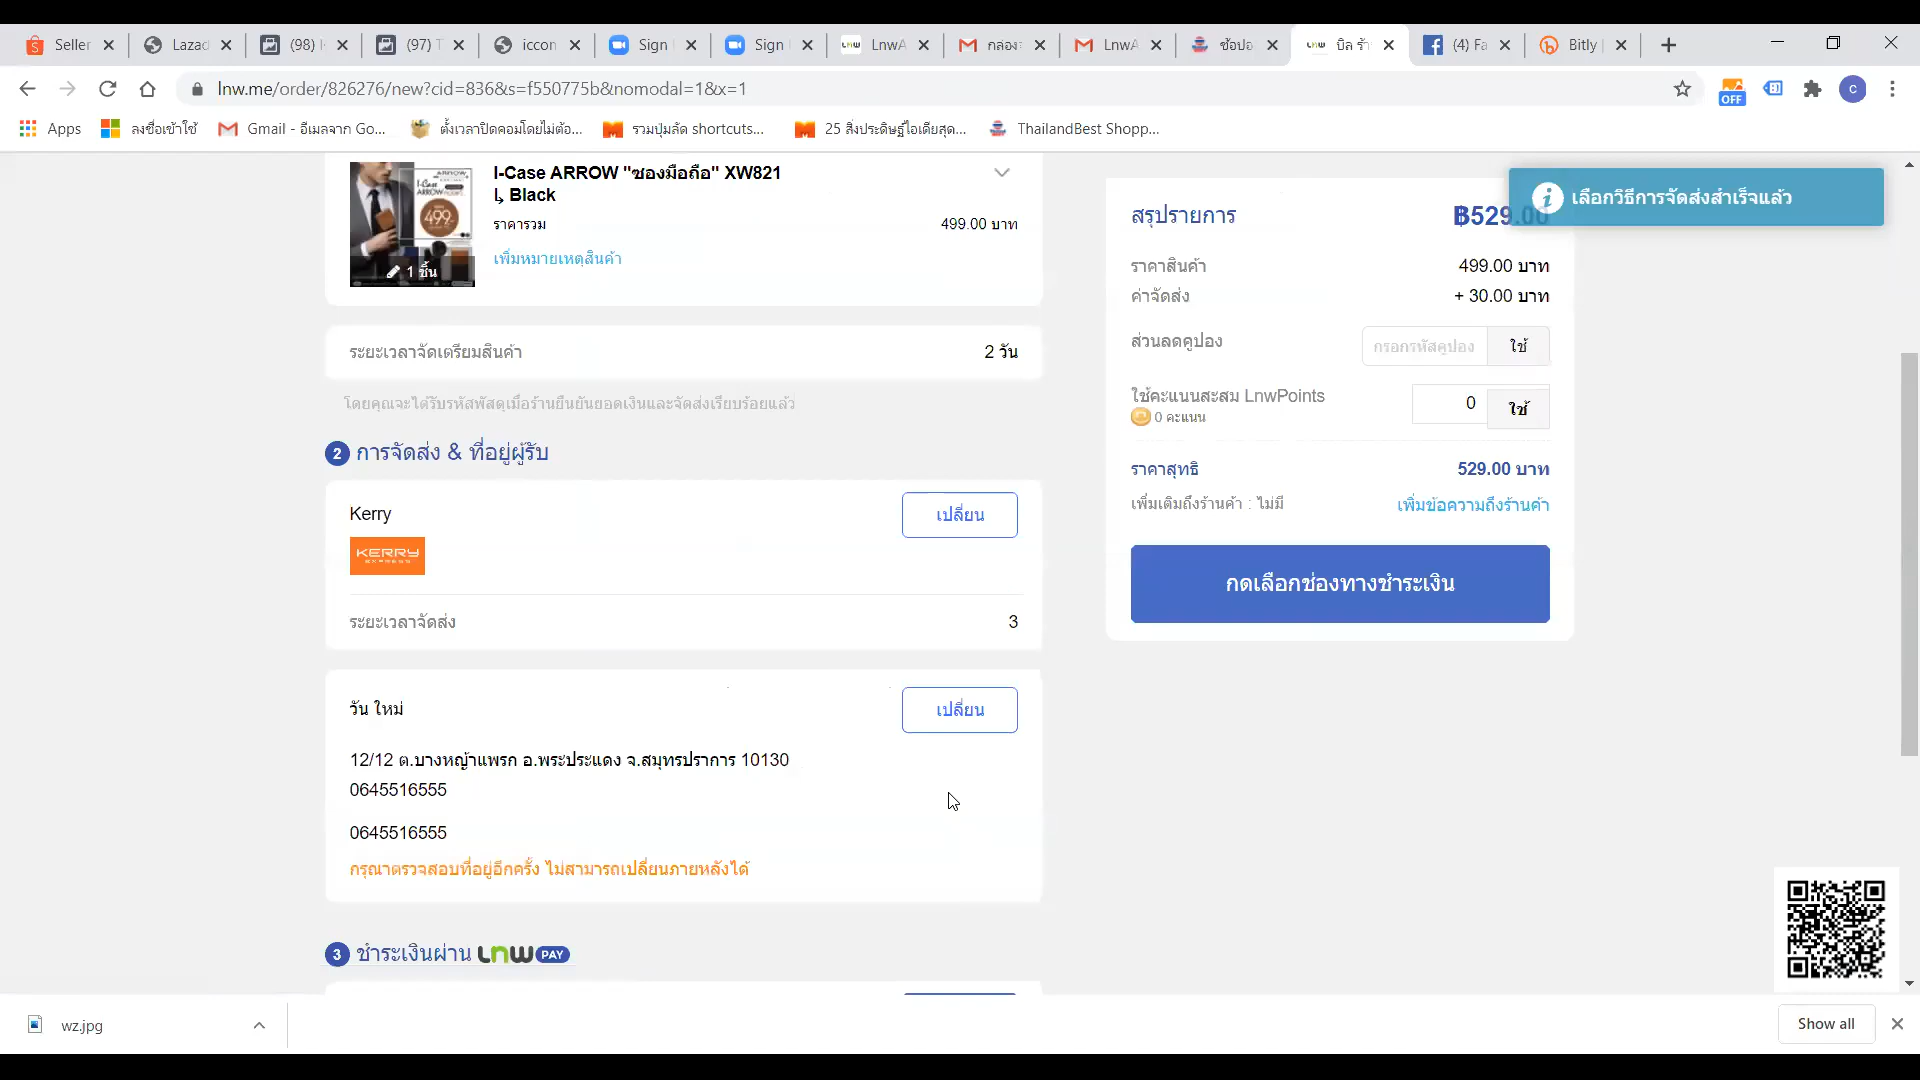 Seller
Lazad
(98)
(97) T
iccon
Sign
Sign
LnwA
กล่องจ
LnwA
ช้อปอ
บิล ร้า
(4) Fa
Bitly |
lnw.me/order/826276/new?cid=836&s=f550775b&nomodal=1&x=1
OFF
C
Apps
ลงชื่อเข้าใช้
Gmail - อีเมลจาก Go...
ตั้งเวลาปิดคอมโดยไม่ต้อ...
รวมปุ่มลัด shortcuts...
25 สิ่งประดิษฐ์ไอเดียสุด...
ThailandBest Shopp...
I-Case ARROW "ซองมือถือ" XW821
Black
ราคารวม
499.00 บาท
เพิ่มหมายเหตุสินค้า
ARROW
I-Case
ARROW
499.-
1 ชิ้น
ระยะเวลาจัดเตรียมสินค้า
2 วัน
โดยคุณจะได้รับรหัสพัสดุเมื่อร้านยืนยันยอดเงินและจัดส่งเรียบร้อยแล้ว
2 การจัดส่ง & ที่อยู่ผู้รับ
Kerry
เปลี่ยน
KERRY
EXPRESS
ระยะเวลาจัดส่ง
3
วัน ใหม่
เปลี่ยน
12/12 ต.บางหญ้าแพรก อ.พระประแดง จ.สมุทรปราการ 10130
0645516555
0645516555
กรุณาตรวจสอบที่อยู่อีกครั้ง ไม่สามารถเปลี่ยนภายหลังได้
3 ชำระเงินผ่าน LnW PAY
เลือกวิธีการจัดส่งสำเร็จแล้ว
สรุปรายการ
฿529.00
ราคาสินค้า
499.00 บาท
ค่าจัดส่ง
+ 30.00 บาท
ส่วนลดคูปอง
กรอกรหัสคูปอง
ใช้
ใช้คะแนนสะสม LnwPoints
0 คะแนน
0
ใช้
ราคาสุทธิ
529.00 บาท
เพิ่มเติมถึงร้านค้า : ไม่มี
เพิ่มข้อความถึงร้านค้า
กดเลือกช่องทางชำระเงิน
wz.jpg
Show all